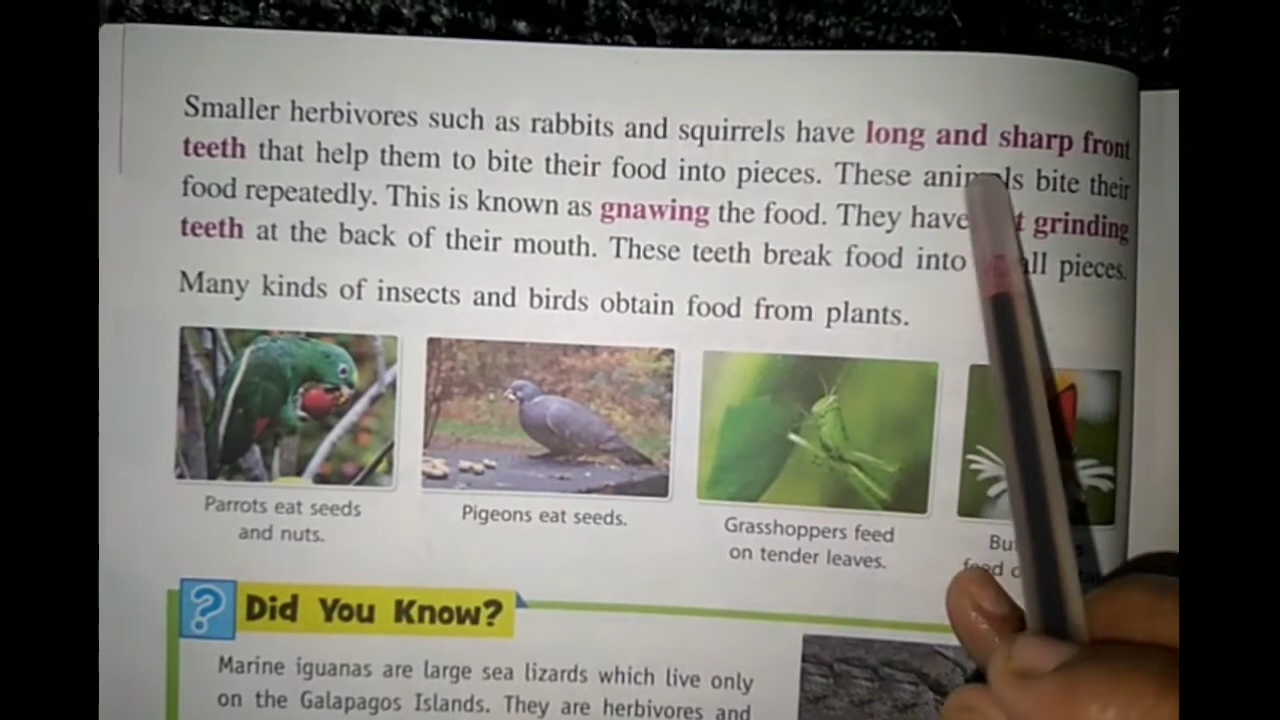 Smaller herbivores such as rabbits and squirrels have long and sharp front
teeth that help them to bite their food into pieces. These animals bite their
food repeatedly. This is known as gnawing the food. They have grinding
teeth at the back of their mouth. These teeth break food into pieces.
Many kinds of insects and birds obtain food from plants.
Parrots eat seeds
and nuts.
Pigeons eat seeds.
Grasshoppers feed
on tender leaves.
feed
? Did You Know?
Marine iguanas are large sea lizards which live only
on the Galapagos Islands. They are herbivores and